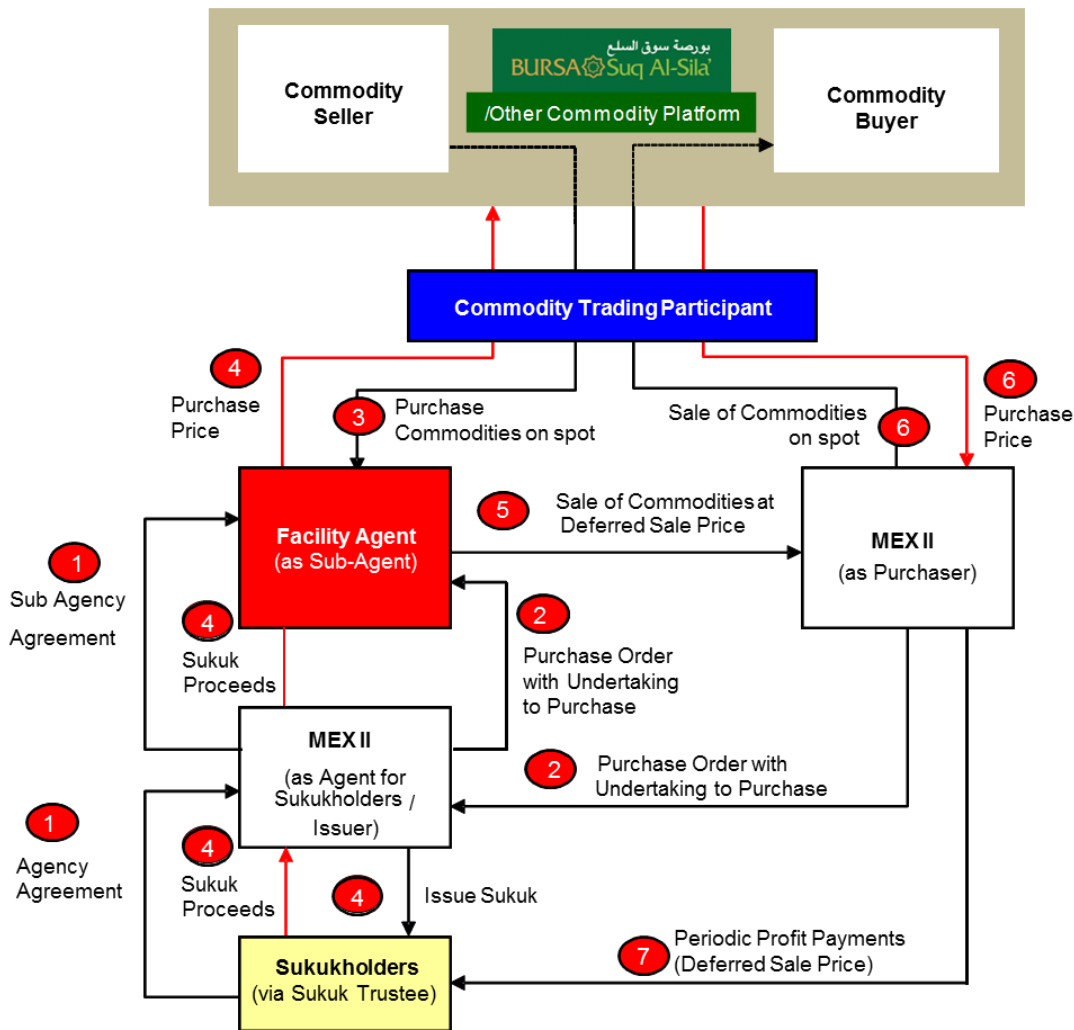 Commodity
Seller
بورصة سوق السلع
BURSA Suq Al-Sila'
/Other Commodity Platform
Commodity
Buyer
Commodity Trading Participant
4
Purchase
Price
3
Purchase
Commodities on spot
Sale of Commodities
on spot
6
6
Purchase
Price
Facility Agent
(as Sub-Agent)
5
Sale of Commodities at
Deferred Sale Price
MEX II
(as Purchaser)
1
Sub Agency
Agreement
4
Sukuk
Proceeds
2
Purchase Order
with Undertaking
to Purchase
MEX II
(as Agent for
Sukukholders /
Issuer)
2
Purchase Order with
Undertaking to Purchase
1
Agency
Agreement
4
Sukuk
Proceeds
4
Issue Sukuk
Sukukholders
(via Sukuk Trustee)
7
Periodic Profit Payments
(Deferred Sale Price)